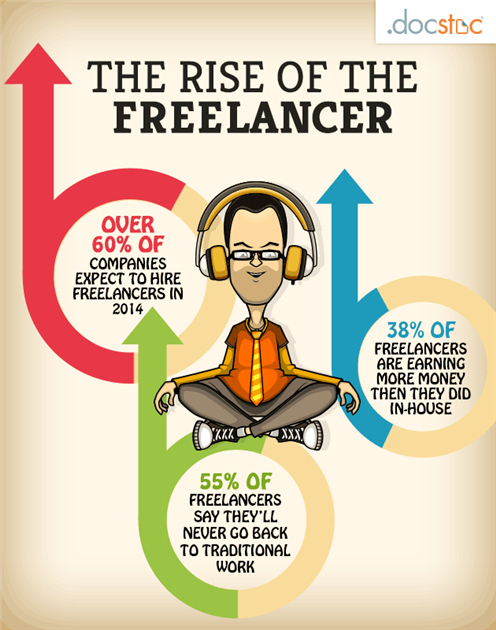 .docstoc
THE RISE OF THE
FREELANCER
OVER
60% OF
COMPANIES
EXPECT TO HIRE
FREELANCERS IN
2014
38% OF
FREELANCERS
ARE EARNING
MORE MONEY
THEN THEY DID
IN-HOUSE
55% OF
FREELANCERS
SAY THEY'LL
NEVER GO BACK
TO TRADITIONAL
WORK